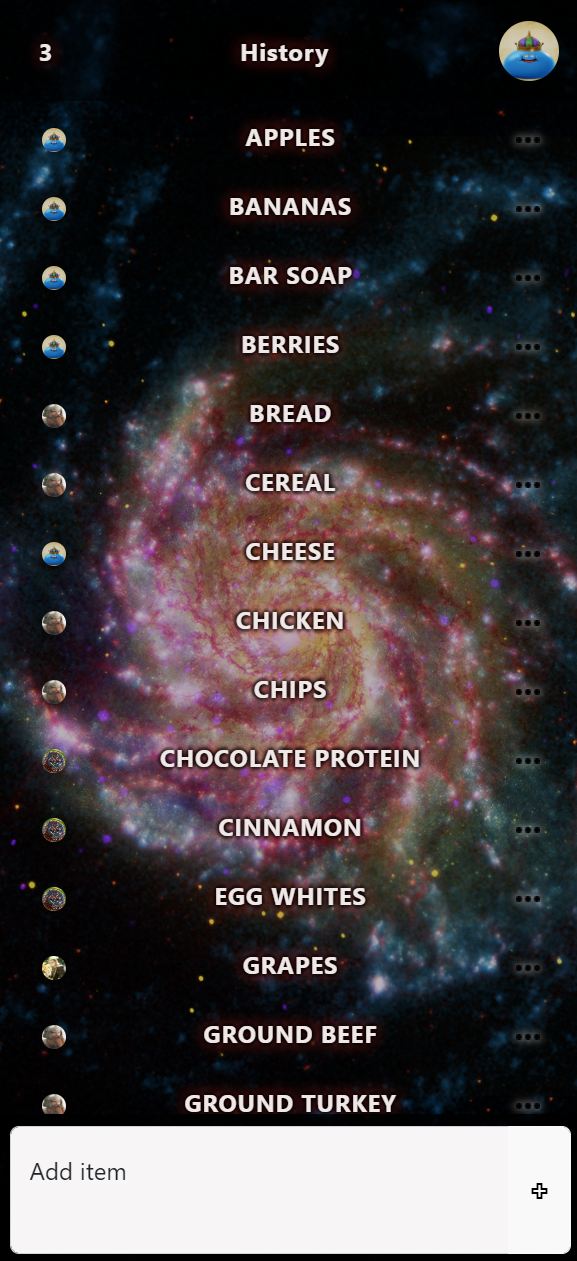 3
History
APPLES
BANANAS
BAR SOAP
BERRIES
BREAD
CEREAL
CHEESE
CHICKEN
CHIPS
CHOCOLATE PROTEIN
CINNAMON
EGG WHITES
GRAPES
GROUND BEEF
GROUND TURKEY
Add item